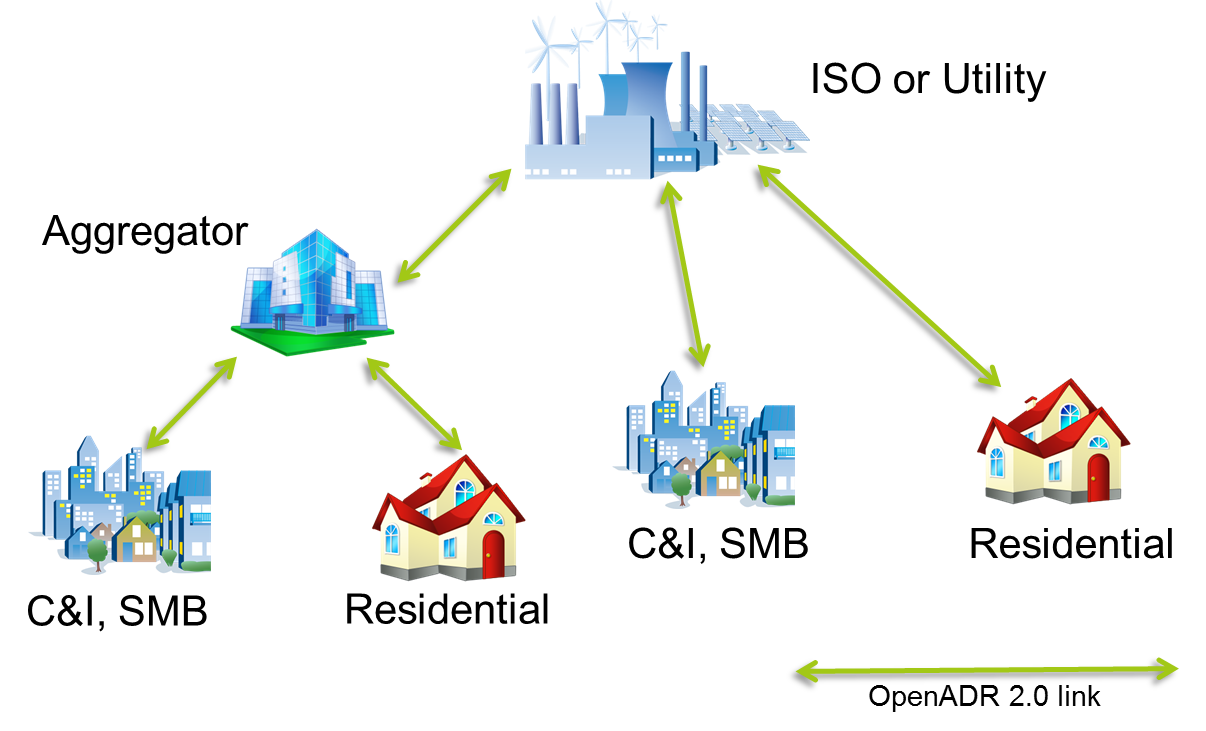 ISO or Utility
Aggregator
C&I, SMB
Residential
C&I, SMB
Residential
OpenADR 2.0 link